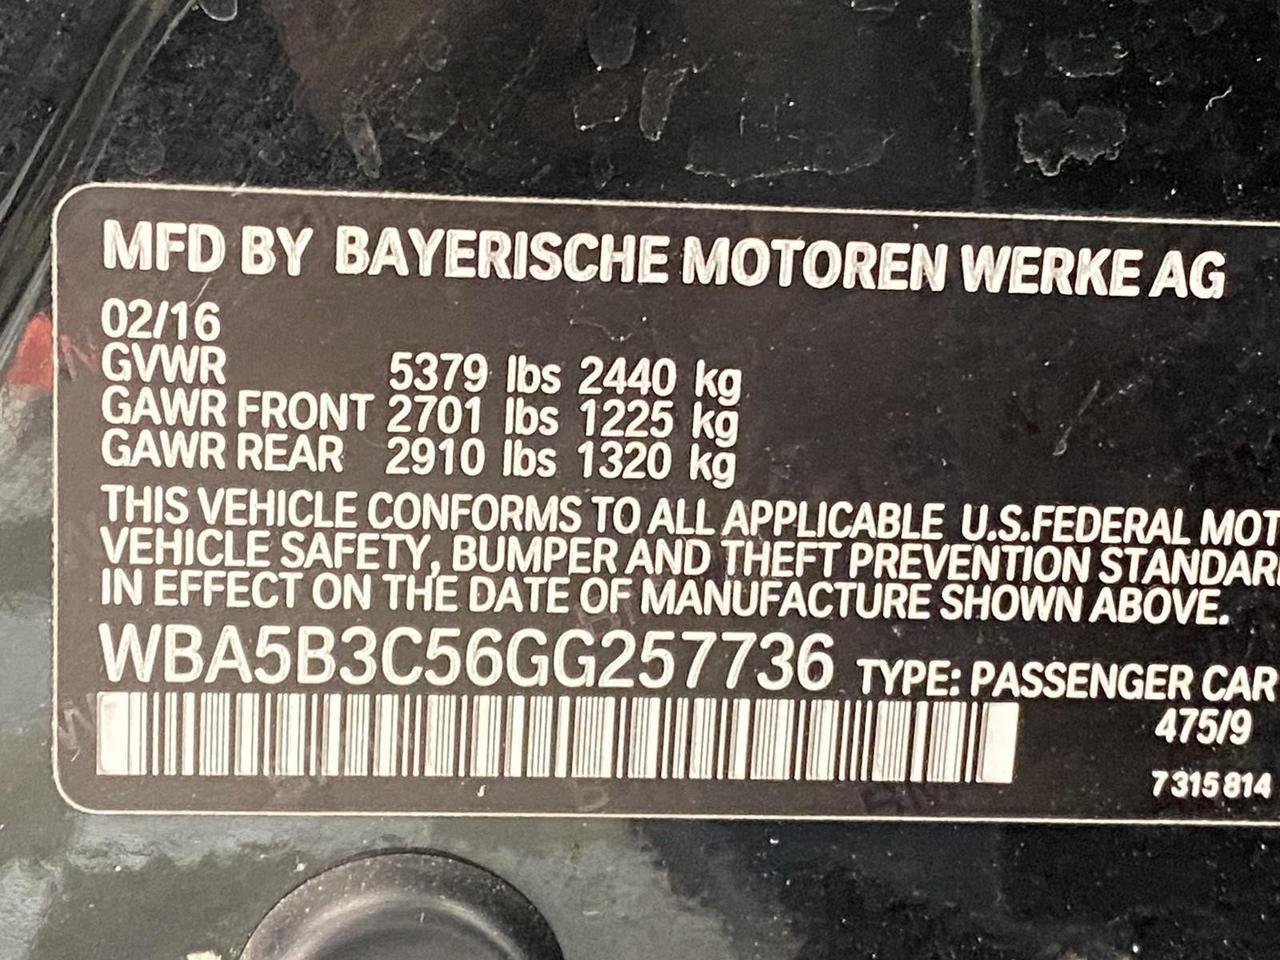 MFD BY BAYERISCHE MOTOREN WERKE AG
02/16
GVWR 5379 lbs 2440 kg
GAWR FRONT 2701 lbs 1225 kg
GAWR REAR 2910 lbs 1320 kg
THIS VEHICLE CONFORMS TO ALL APPLICABLE U.S.FEDERAL MOT
VEHICLE SAFETY, BUMPER AND THEFT PREVENTION STANDAR
IN EFFECT ON THE DATE OF MANUFACTURE SHOWN ABOVE.
WBA5B3C56GG257736 TYPE: PASSENGER CAR
475/9
7 315 814